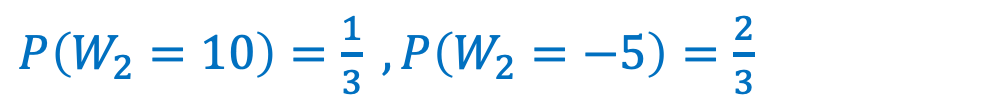 P(W₂ = 10) = 1/3 , P(W₂ = −5) = 2/3